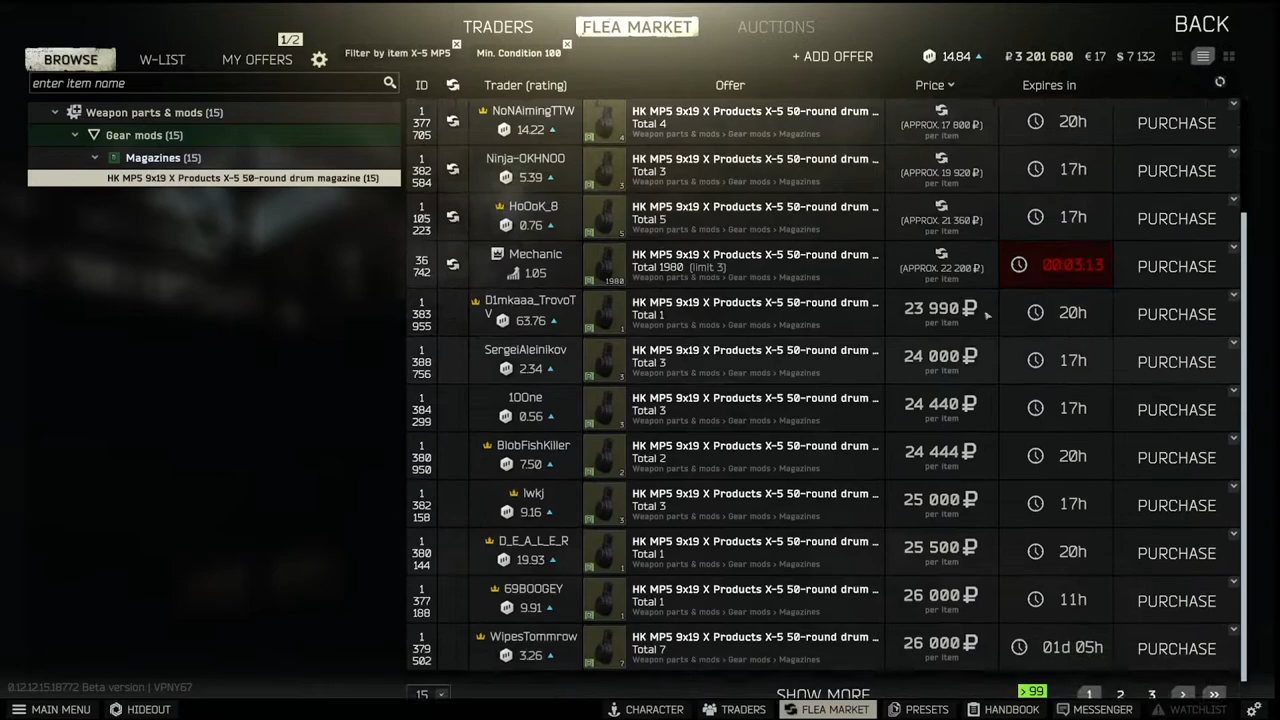 TRADERS FLEA MARKET AUCTIONS BACK
1/2
BROWSE W-LIST MY OFFERS Filter by item X-5 MP5 Min. Condition 100 + ADD OFFER 14.84 ₽ 3 201 680 € 17 $ 7 132
enter item name
ID Trader (rating) Offer Price Expires in
Weapon parts & mods (15)
Gear mods (15)
Magazines (15)
HK MP5 9x19 X Products X-5 50-round drum magazine (15)
1 377 705 NoNAimingTTW 14.22 4 HK MP5 9x19 X Products X-5 50-round drum ... Total 4 Weapon parts & mods > Gear mods > Magazines (APPROX. 17 800 ₽) per item 20h PURCHASE
1 382 584 Ninja-OKHNOO 5.39 3 HK MP5 9x19 X Products X-5 50-round drum ... Total 3 Weapon parts & mods > Gear mods > Magazines (APPROX. 19 920 ₽) per item 17h PURCHASE
1 105 223 HoOoK_8 0.76 5 HK MP5 9x19 X Products X-5 50-round drum ... Total 5 Weapon parts & mods > Gear mods > Magazines (APPROX. 21 360 ₽) per item 17h PURCHASE
36 742 Mechanic 1.05 1980 HK MP5 9x19 X Products X-5 50-round drum ... Total 1980 (limit 3) Weapon parts & mods > Gear mods > Magazines (APPROX. 22 200 ₽) per item 00:03:13 PURCHASE
1 383 955 D1mkaaa_TrovoTV 63.76 1 HK MP5 9x19 X Products X-5 50-round drum ... Total 1 Weapon parts & mods > Gear mods > Magazines 23 990 ₽ per item 20h PURCHASE
1 388 756 SergeiAleinikov 2.34 3 HK MP5 9x19 X Products X-5 50-round drum ... Total 3 Weapon parts & mods > Gear mods > Magazines 24 000 ₽ per item 17h PURCHASE
1 384 299 10One 0.56 3 HK MP5 9x19 X Products X-5 50-round drum ... Total 3 Weapon parts & mods > Gear mods > Magazines 24 440 ₽ per item 17h PURCHASE
1 380 950 BlobFishKiller 7.50 2 HK MP5 9x19 X Products X-5 50-round drum ... Total 2 Weapon parts & mods > Gear mods > Magazines 24 444 ₽ per item 20h PURCHASE
1 382 158 lwkj 9.16 3 HK MP5 9x19 X Products X-5 50-round drum ... Total 3 Weapon parts & mods > Gear mods > Magazines 25 000 ₽ per item 17h PURCHASE
1 380 144 D_E_A_L_E_R 19.93 1 HK MP5 9x19 X Products X-5 50-round drum ... Total 1 Weapon parts & mods > Gear mods > Magazines 25 500 ₽ per item 20h PURCHASE
1 377 188 69BOOGEY 9.91 1 HK MP5 9x19 X Products X-5 50-round drum ... Total 1 Weapon parts & mods > Gear mods > Magazines 26 000 ₽ per item 11h PURCHASE
1 379 502 WipesTommrow 3.26 7 HK MP5 9x19 X Products X-5 50-round drum ... Total 7 Weapon parts & mods > Gear mods > Magazines 26 000 ₽ per item 01d 05h PURCHASE
0.12.12.15.18772 Beta version | VPNY67
15 SHOW MORE > 99 1 2 3 > »
MAIN MENU HIDEOUT CHARACTER TRADERS FLEA MARKET PRESETS HANDBOOK MESSENGER WATCHLIST